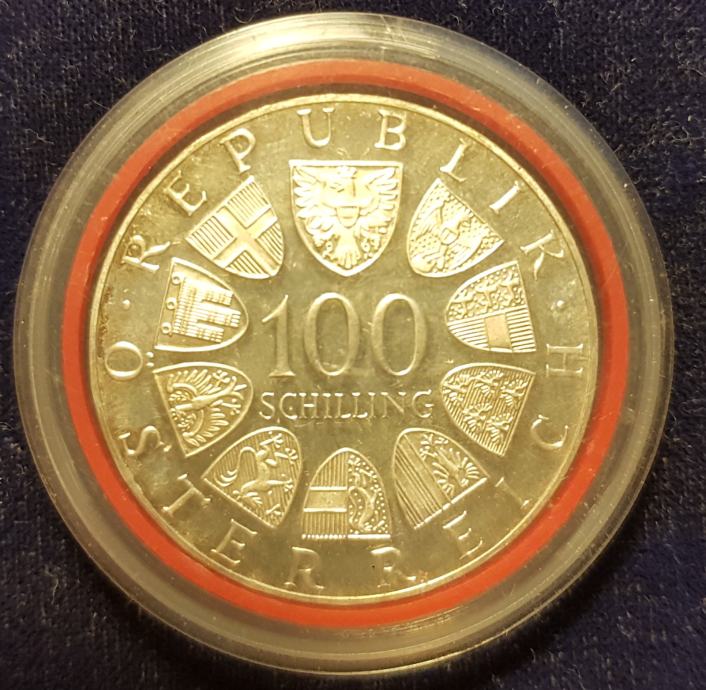 REPUBLIK
·ÖSTERREICH·
100
SCHILLING